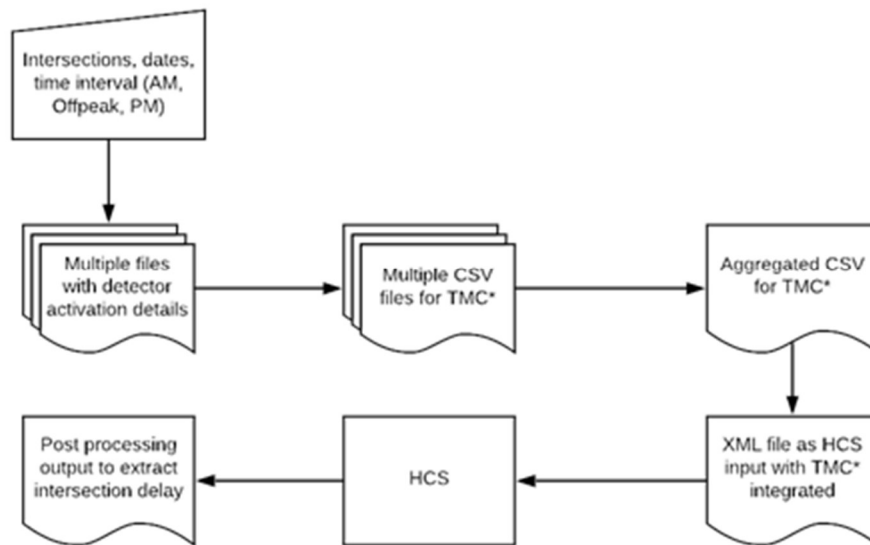 Intersections, dates,
time interval (AM,
Offpeak, PM)
Multiple files
with detector
activation details
Multiple CSV
files for TMC*
Aggregated CSV
for TMC*
XML file as HCS
input with TMC*
integrated
HCS
Post processing
output to extract
intersection delay